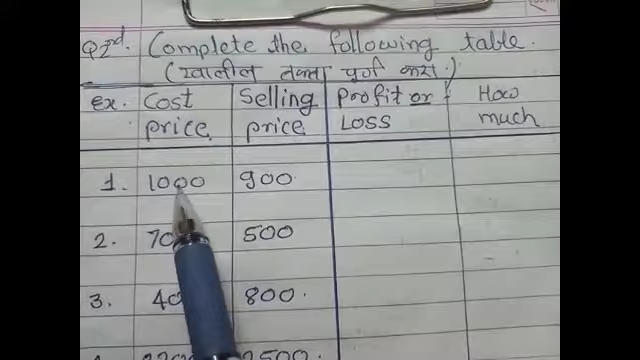 Q2nd. Complete the following table.
(खालील तक्ता पूर्ण करा.)
Ex. Cost price. Selling price. Profit or Loss How much
1. 1000 900.
2. 500
3. 800.
2500.